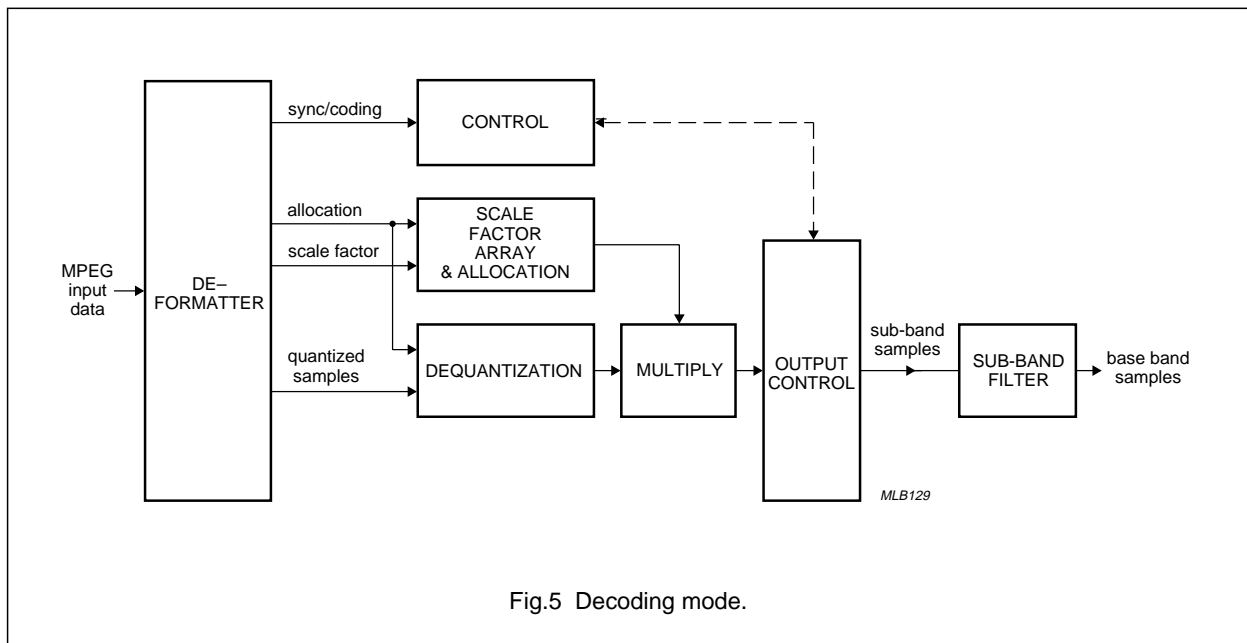 sync/coding
CONTROL
allocation
SCALE
FACTOR
ARRAY
& ALLOCATION
scale factor
MPEG
input
data
DE–
FORMATTER
quantized
samples
DEQUANTIZATION
MULTIPLY
OUTPUT
CONTROL
sub-band
samples
SUB-BAND
FILTER
base band
samples
MLB129
Fig.5 Decoding mode.